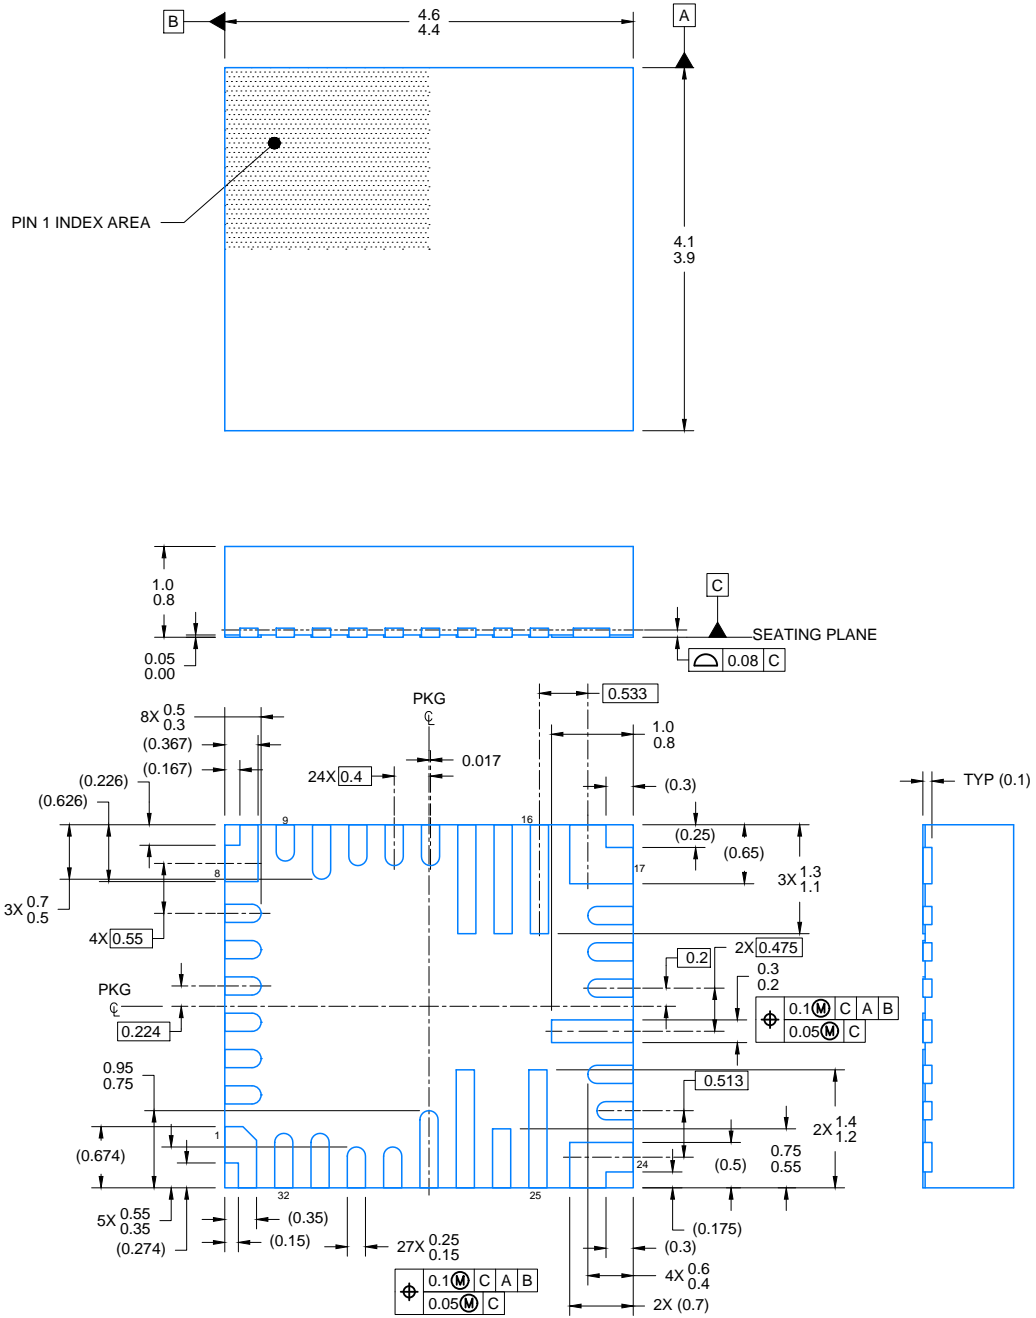 B
4.6
4.4
A
PIN 1 INDEX AREA
4.1
3.9
1.0
0.8
C
SEATING PLANE
0.05
0.00
0.08 C
PKG
℄
0.533
8X 0.5
0.3
(0.367)
(0.167)
1.0
0.8
0.017
24X 0.4
(0.226)
(0.626)
(0.3)
TYP (0.1)
9
16
(0.25)
(0.65)
8
17
3X 1.3
1.1
3X 0.7
0.5
4X 0.55
2X 0.475
0.2
0.3
0.2
PKG
℄
0.1Ⓜ C A B
0.05Ⓜ C
0.224
0.95
0.75
0.513
1
2X 1.4
1.2
0.75
0.55
(0.674)
(0.5)
24
32
25
5X 0.55
0.35
(0.35)
(0.175)
(0.274)
(0.15)
27X 0.25
0.15
(0.3)
0.1Ⓜ C A B
0.05Ⓜ C
4X 0.6
0.4
2X (0.7)